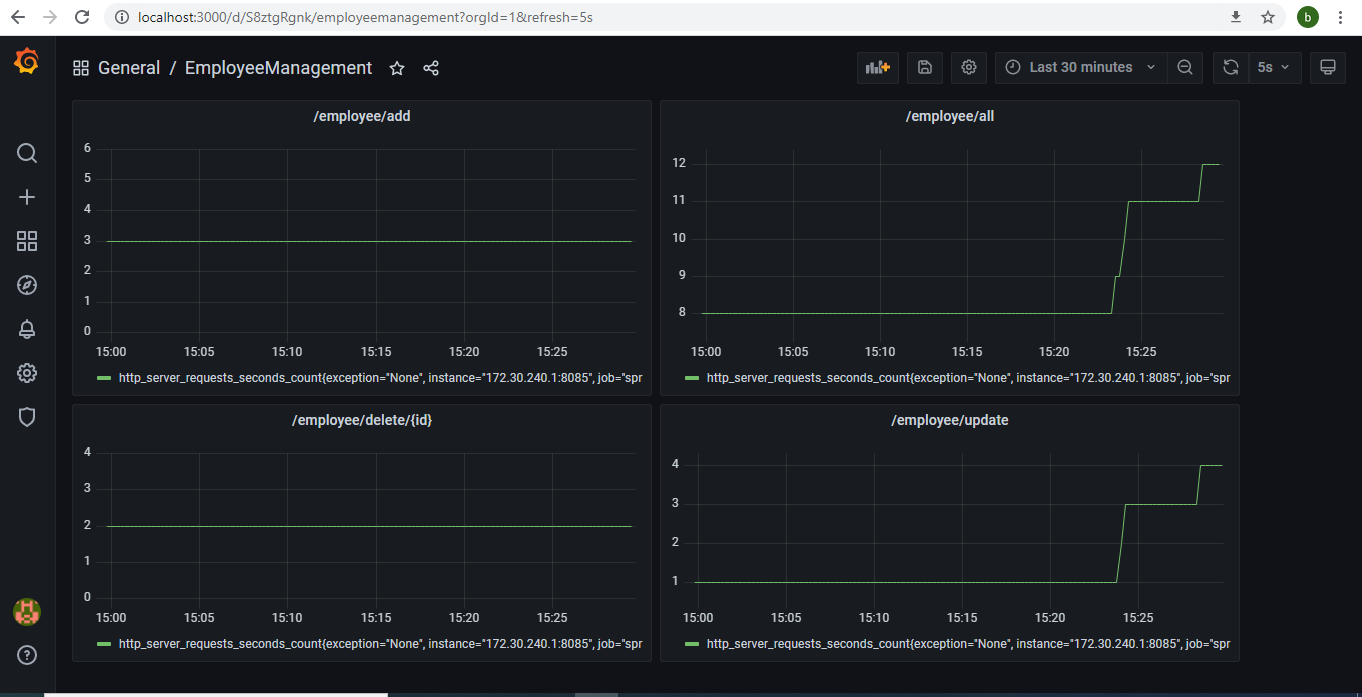 localhost:3000/d/S8ztgRgnk/employeemanagement?orgId=1&refresh=5s
b
General / EmployeeManagement
Last 30 minutes
5s
/employee/add
6
5
4
3
2
1
0
15:00 15:05 15:10 15:15 15:20 15:25
http_server_requests_seconds_count{exception="None", instance="172.30.240.1:8085", job="spr
/employee/all
12
11
10
9
8
15:00 15:05 15:10 15:15 15:20 15:25
http_server_requests_seconds_count{exception="None", instance="172.30.240.1:8085", job="spr
/employee/delete/{id}
4
3
2
1
0
15:00 15:05 15:10 15:15 15:20 15:25
http_server_requests_seconds_count{exception="None", instance="172.30.240.1:8085", job="spr
/employee/update
4
3
2
1
15:00 15:05 15:10 15:15 15:20 15:25
http_server_requests_seconds_count{exception="None", instance="172.30.240.1:8085", job="spr